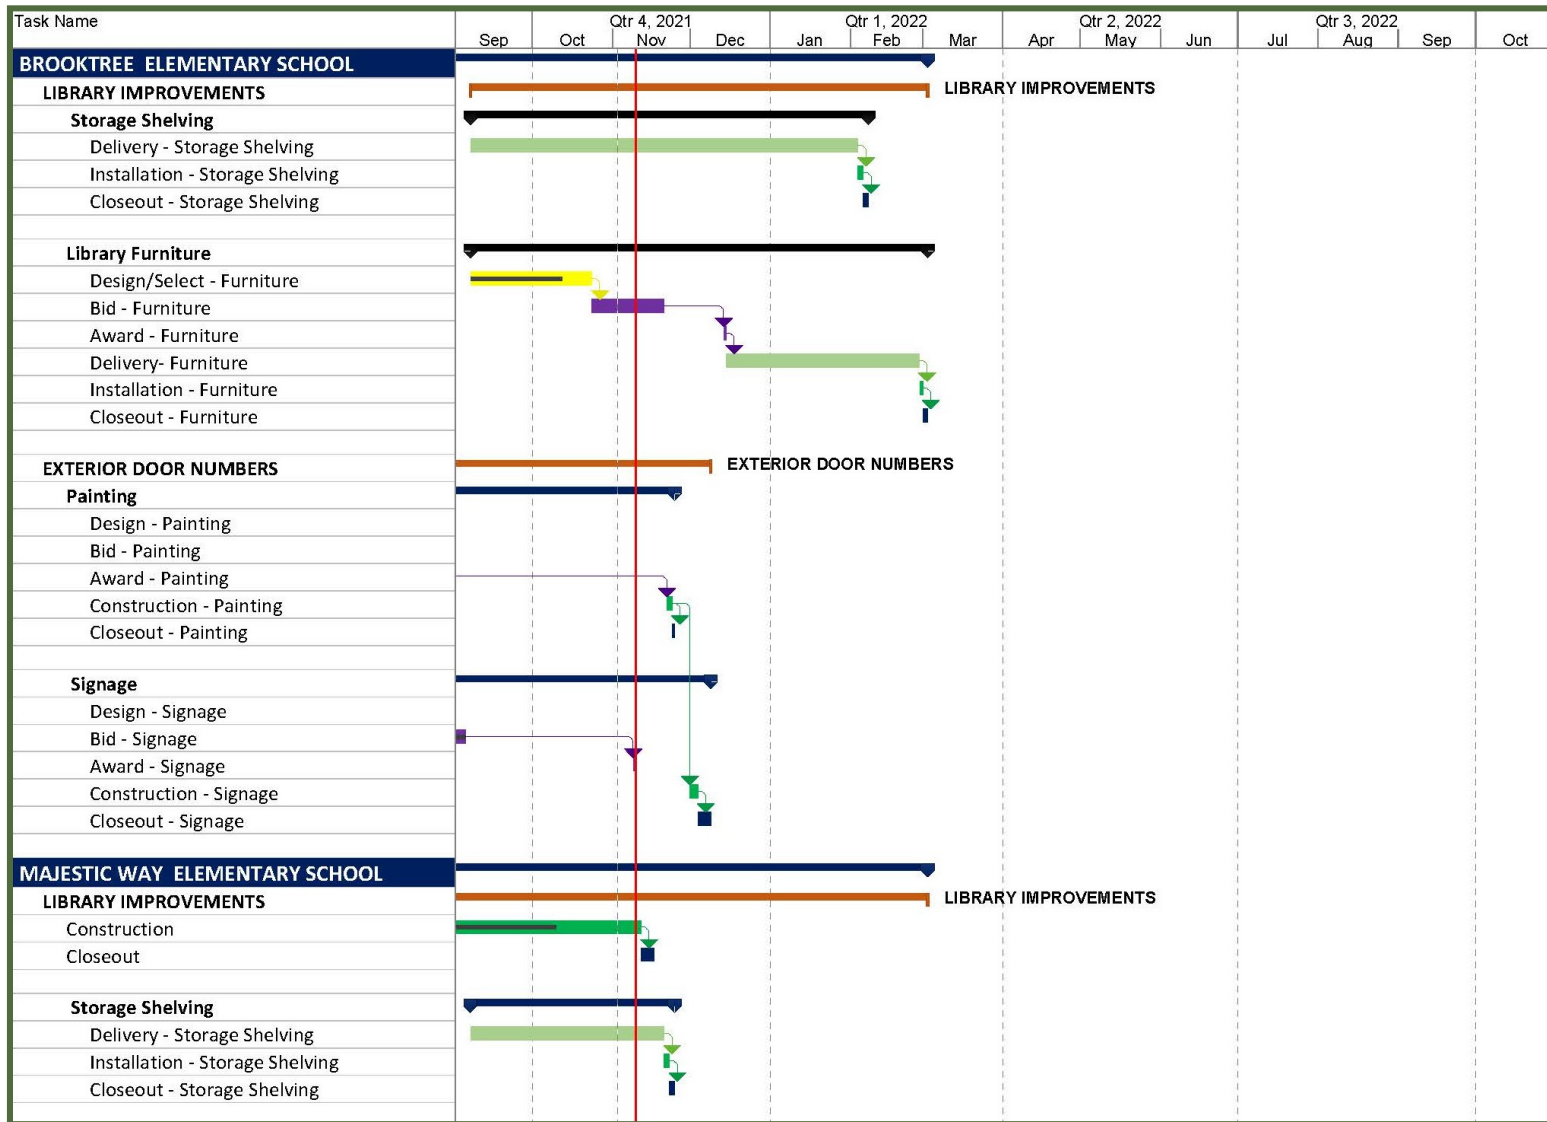 Task Name
Qtr 4, 2021 Qtr 1, 2022 Qtr 2, 2022 Qtr 3, 2022
Sep Oct Nov Dec Jan Feb Mar Apr May Jun Jul Aug Sep Oct
BROOKTREE ELEMENTARY SCHOOL
LIBRARY IMPROVEMENTS LIBRARY IMPROVEMENTS
Storage Shelving
Delivery - Storage Shelving
Installation - Storage Shelving
Closeout - Storage Shelving
Library Furniture
Design/Select - Furniture
Bid - Furniture
Award - Furniture
Delivery- Furniture
Installation - Furniture
Closeout - Furniture
EXTERIOR DOOR NUMBERS EXTERIOR DOOR NUMBERS
Painting
Design - Painting
Bid - Painting
Award - Painting
Construction - Painting
Closeout - Painting
Signage
Design - Signage
Bid - Signage
Award - Signage
Construction - Signage
Closeout - Signage
MAJESTIC WAY ELEMENTARY SCHOOL
LIBRARY IMPROVEMENTS LIBRARY IMPROVEMENTS
Construction
Closeout
Storage Shelving
Delivery - Storage Shelving
Installation - Storage Shelving
Closeout - Storage Shelving